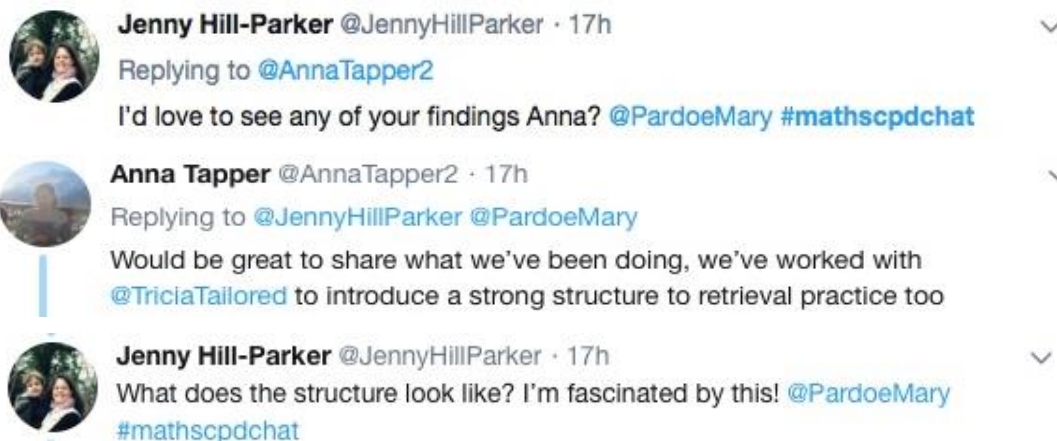 Jenny Hill-Parker @JennyHillParker · 17h
Replying to @AnnaTapper2
I'd love to see any of your findings Anna? @PardoeMary #mathscpdchat
Anna Tapper @AnnaTapper2 · 17h
Replying to @JennyHillParker @PardoeMary
Would be great to share what we've been doing, we've worked with
@TriciaTailored to introduce a strong structure to retrieval practice too
Jenny Hill-Parker @JennyHillParker · 17h
What does the structure look like? I'm fascinated by this! @PardoeMary
#mathscpdchat